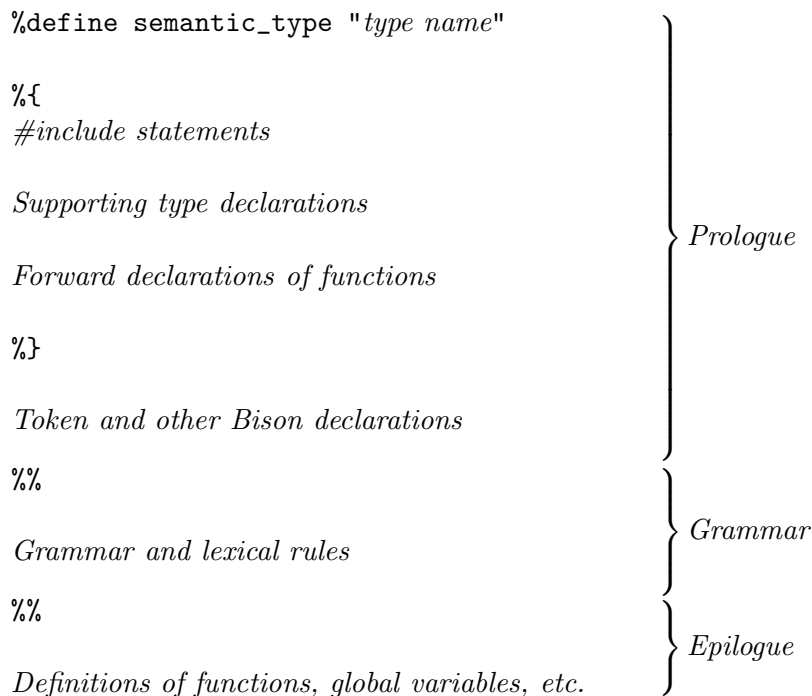 %define semantic_type "type name"
%{
#include statements
Supporting type declarations
Forward declarations of functions
Prologue
%}
Token and other Bison declarations
%%
Grammar and lexical rules
Grammar
%%
Definitions of functions, global variables, etc.
Epilogue